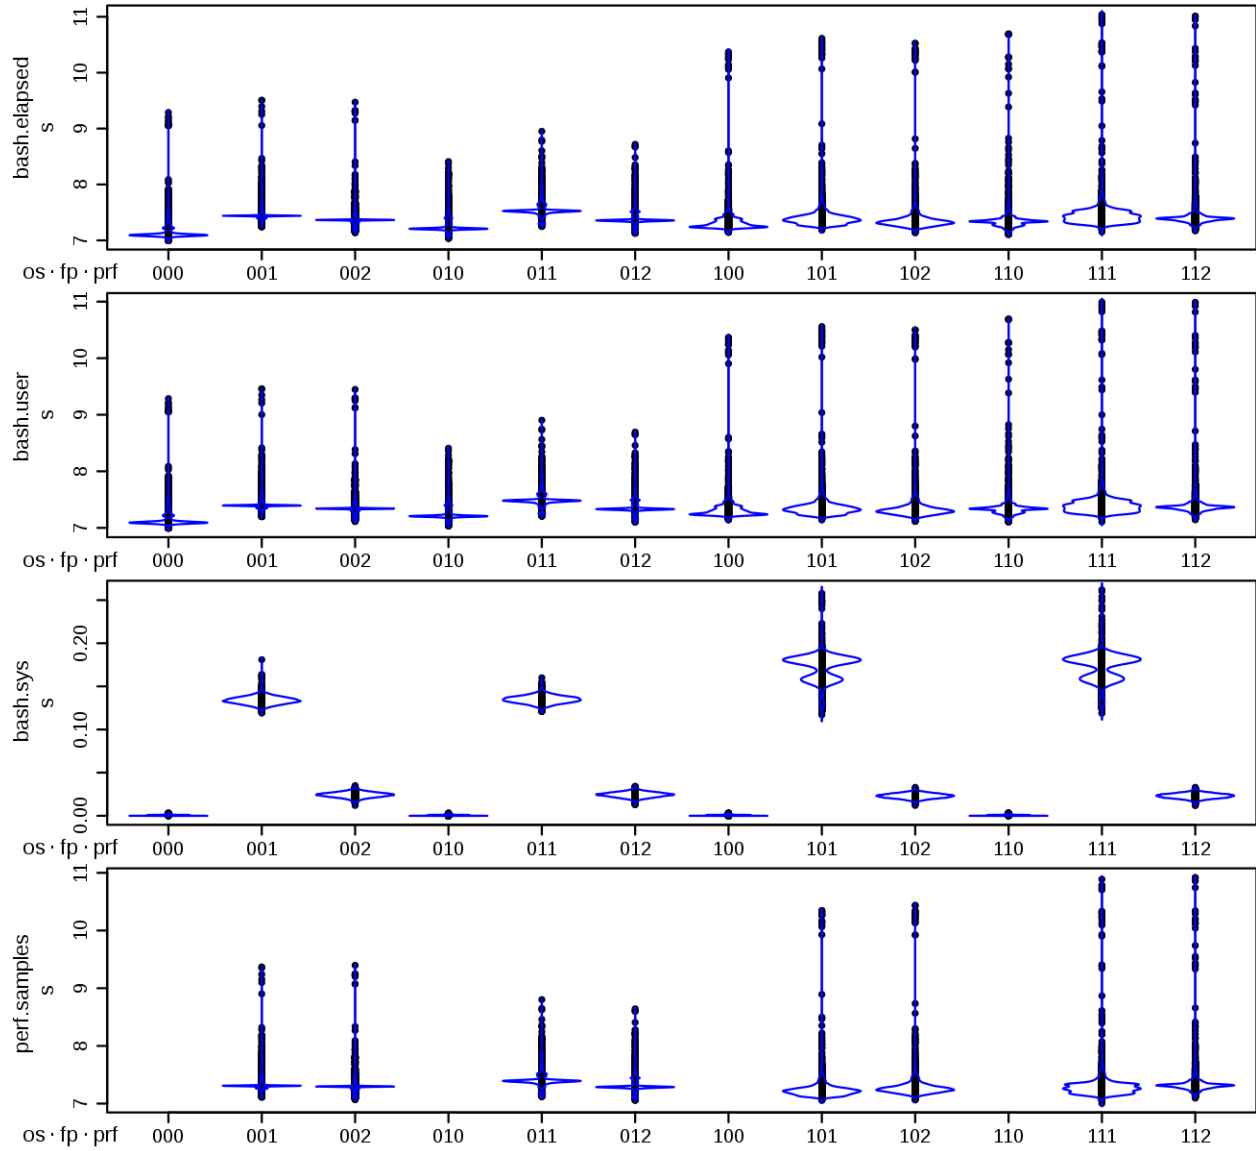 bash.elapsed
s
7 8 9 10 11
os · fp · prf 000 001 002 010 011 012 100 101 102 110 111 112
bash.user
s
7 8 9 10 11
os · fp · prf 000 001 002 010 011 012 100 101 102 110 111 112
bash.sys
s
0.00 0.10 0.20
os · fp · prf 000 001 002 010 011 012 100 101 102 110 111 112
perf.samples
s
7 8 9 10 11
os · fp · prf 000 001 002 010 011 012 100 101 102 110 111 112